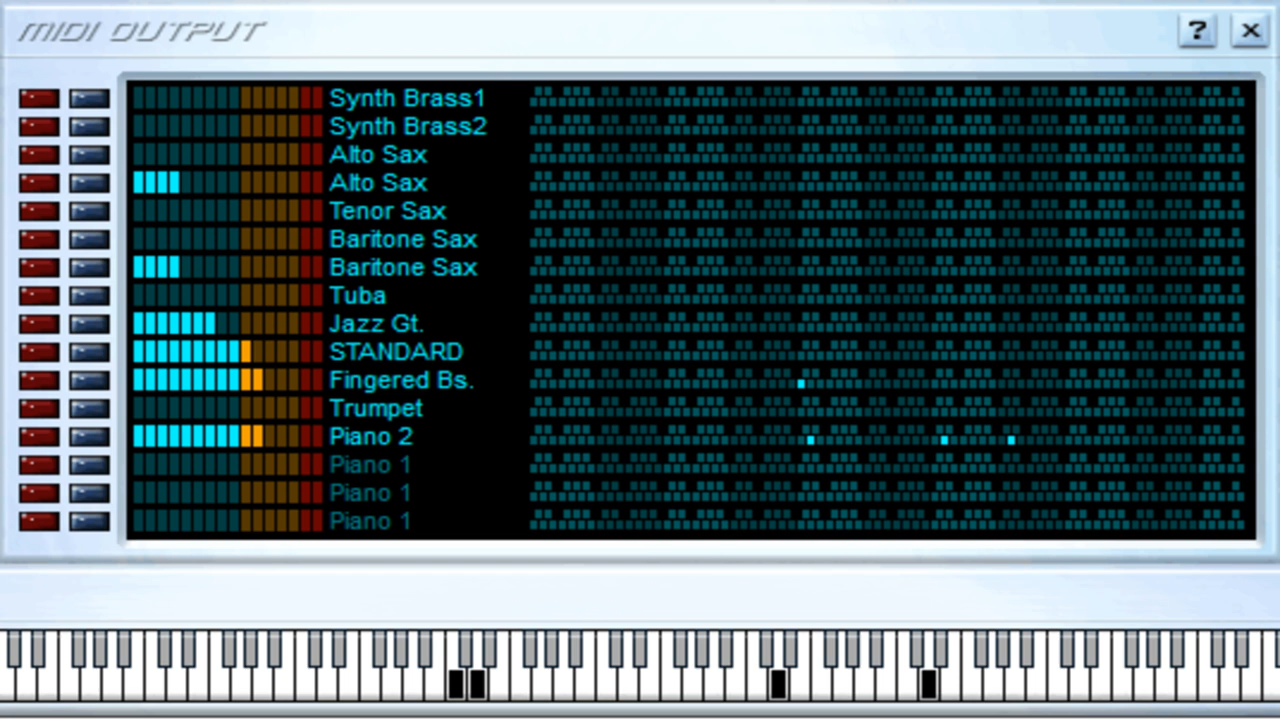 MIDI OUTPUT
? ×
Synth Brass1
Synth Brass2
Alto Sax
Alto Sax
Tenor Sax
Baritone Sax
Baritone Sax
Tuba
Jazz Gt.
STANDARD
Fingered Bs.
Trumpet
Piano 2
Piano 1
Piano 1
Piano 1